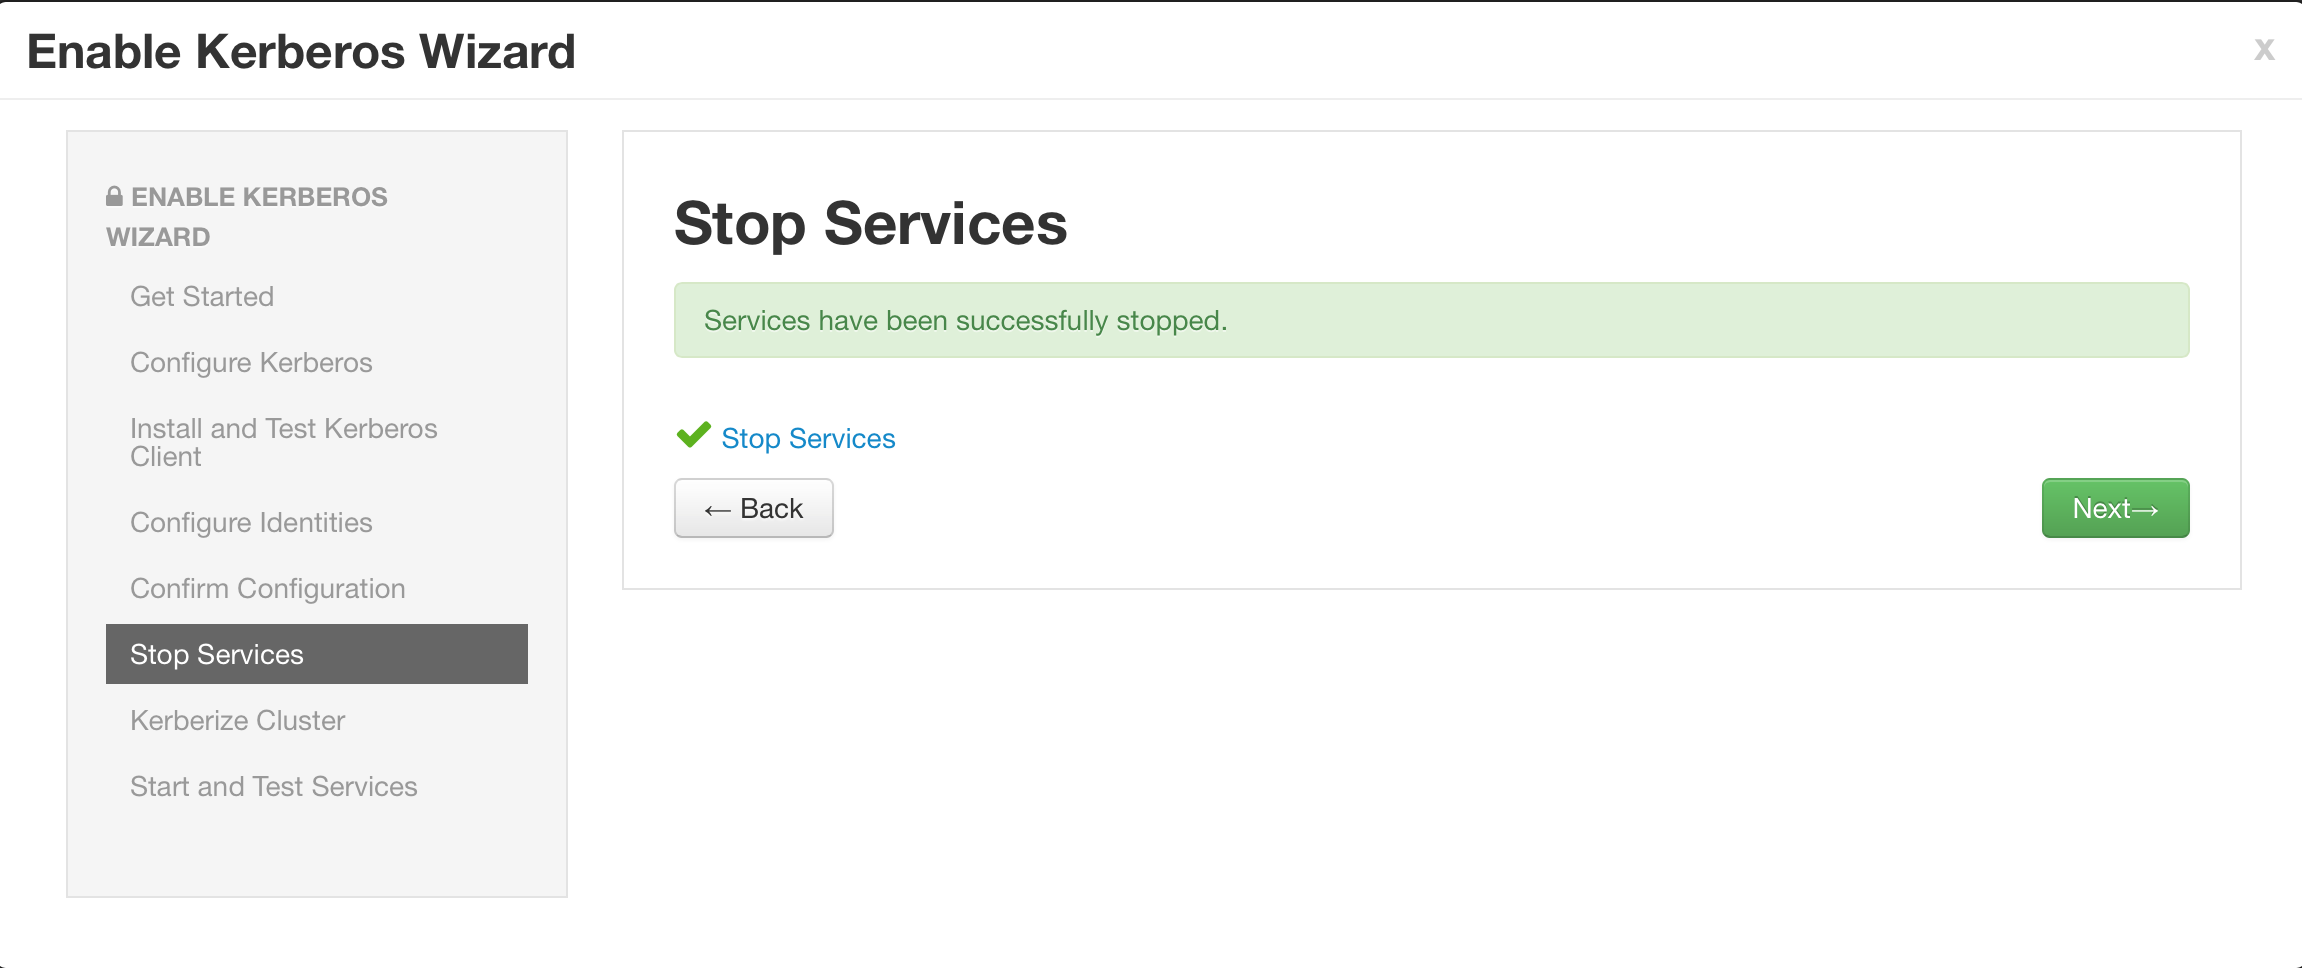 Enable Kerberos Wizard
x
ENABLE KERBEROS
WIZARD
Get Started
Configure Kerberos
Install and Test Kerberos
Client
Configure Identities
Confirm Configuration
Stop Services
Kerberize Cluster
Start and Test Services
Stop Services
Services have been successfully stopped.
Stop Services
← Back
Next→